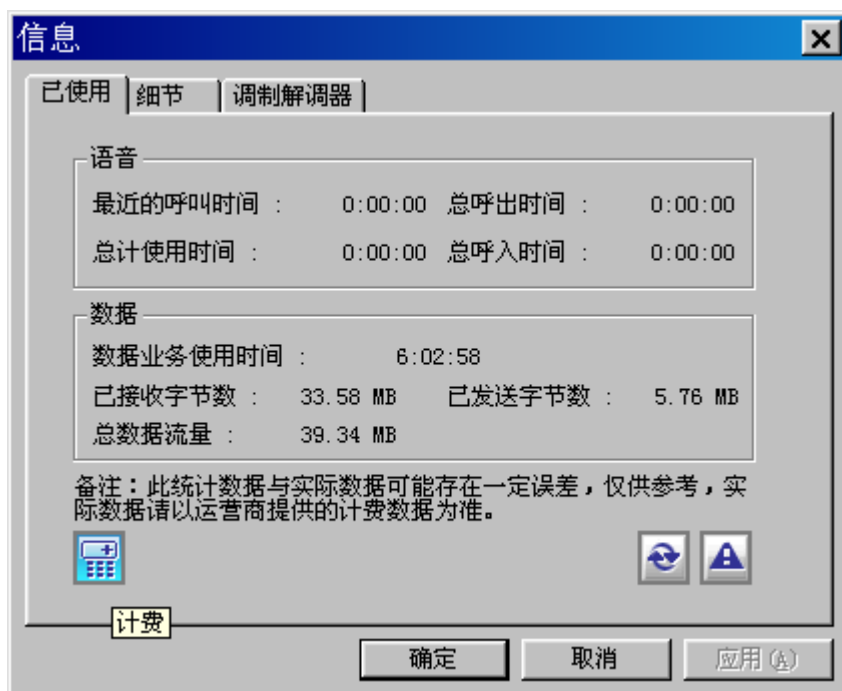 信息
已使用 细节 调制解调器
语音
最近的呼叫时间 : 0:00:00 总呼出时间 : 0:00:00
总计使用时间 : 0:00:00 总呼入时间 : 0:00:00
数据
数据业务使用时间 : 6:02:58
已接收字节数 : 33.58 MB 已发送字节数 : 5.76 MB
总数据流量 : 39.34 MB
备注：此统计数据与实际数据可能存在一定误差，仅供参考，实
际数据请以运营商提供的计费数据为准。
计费
确定 取消 应用(A)